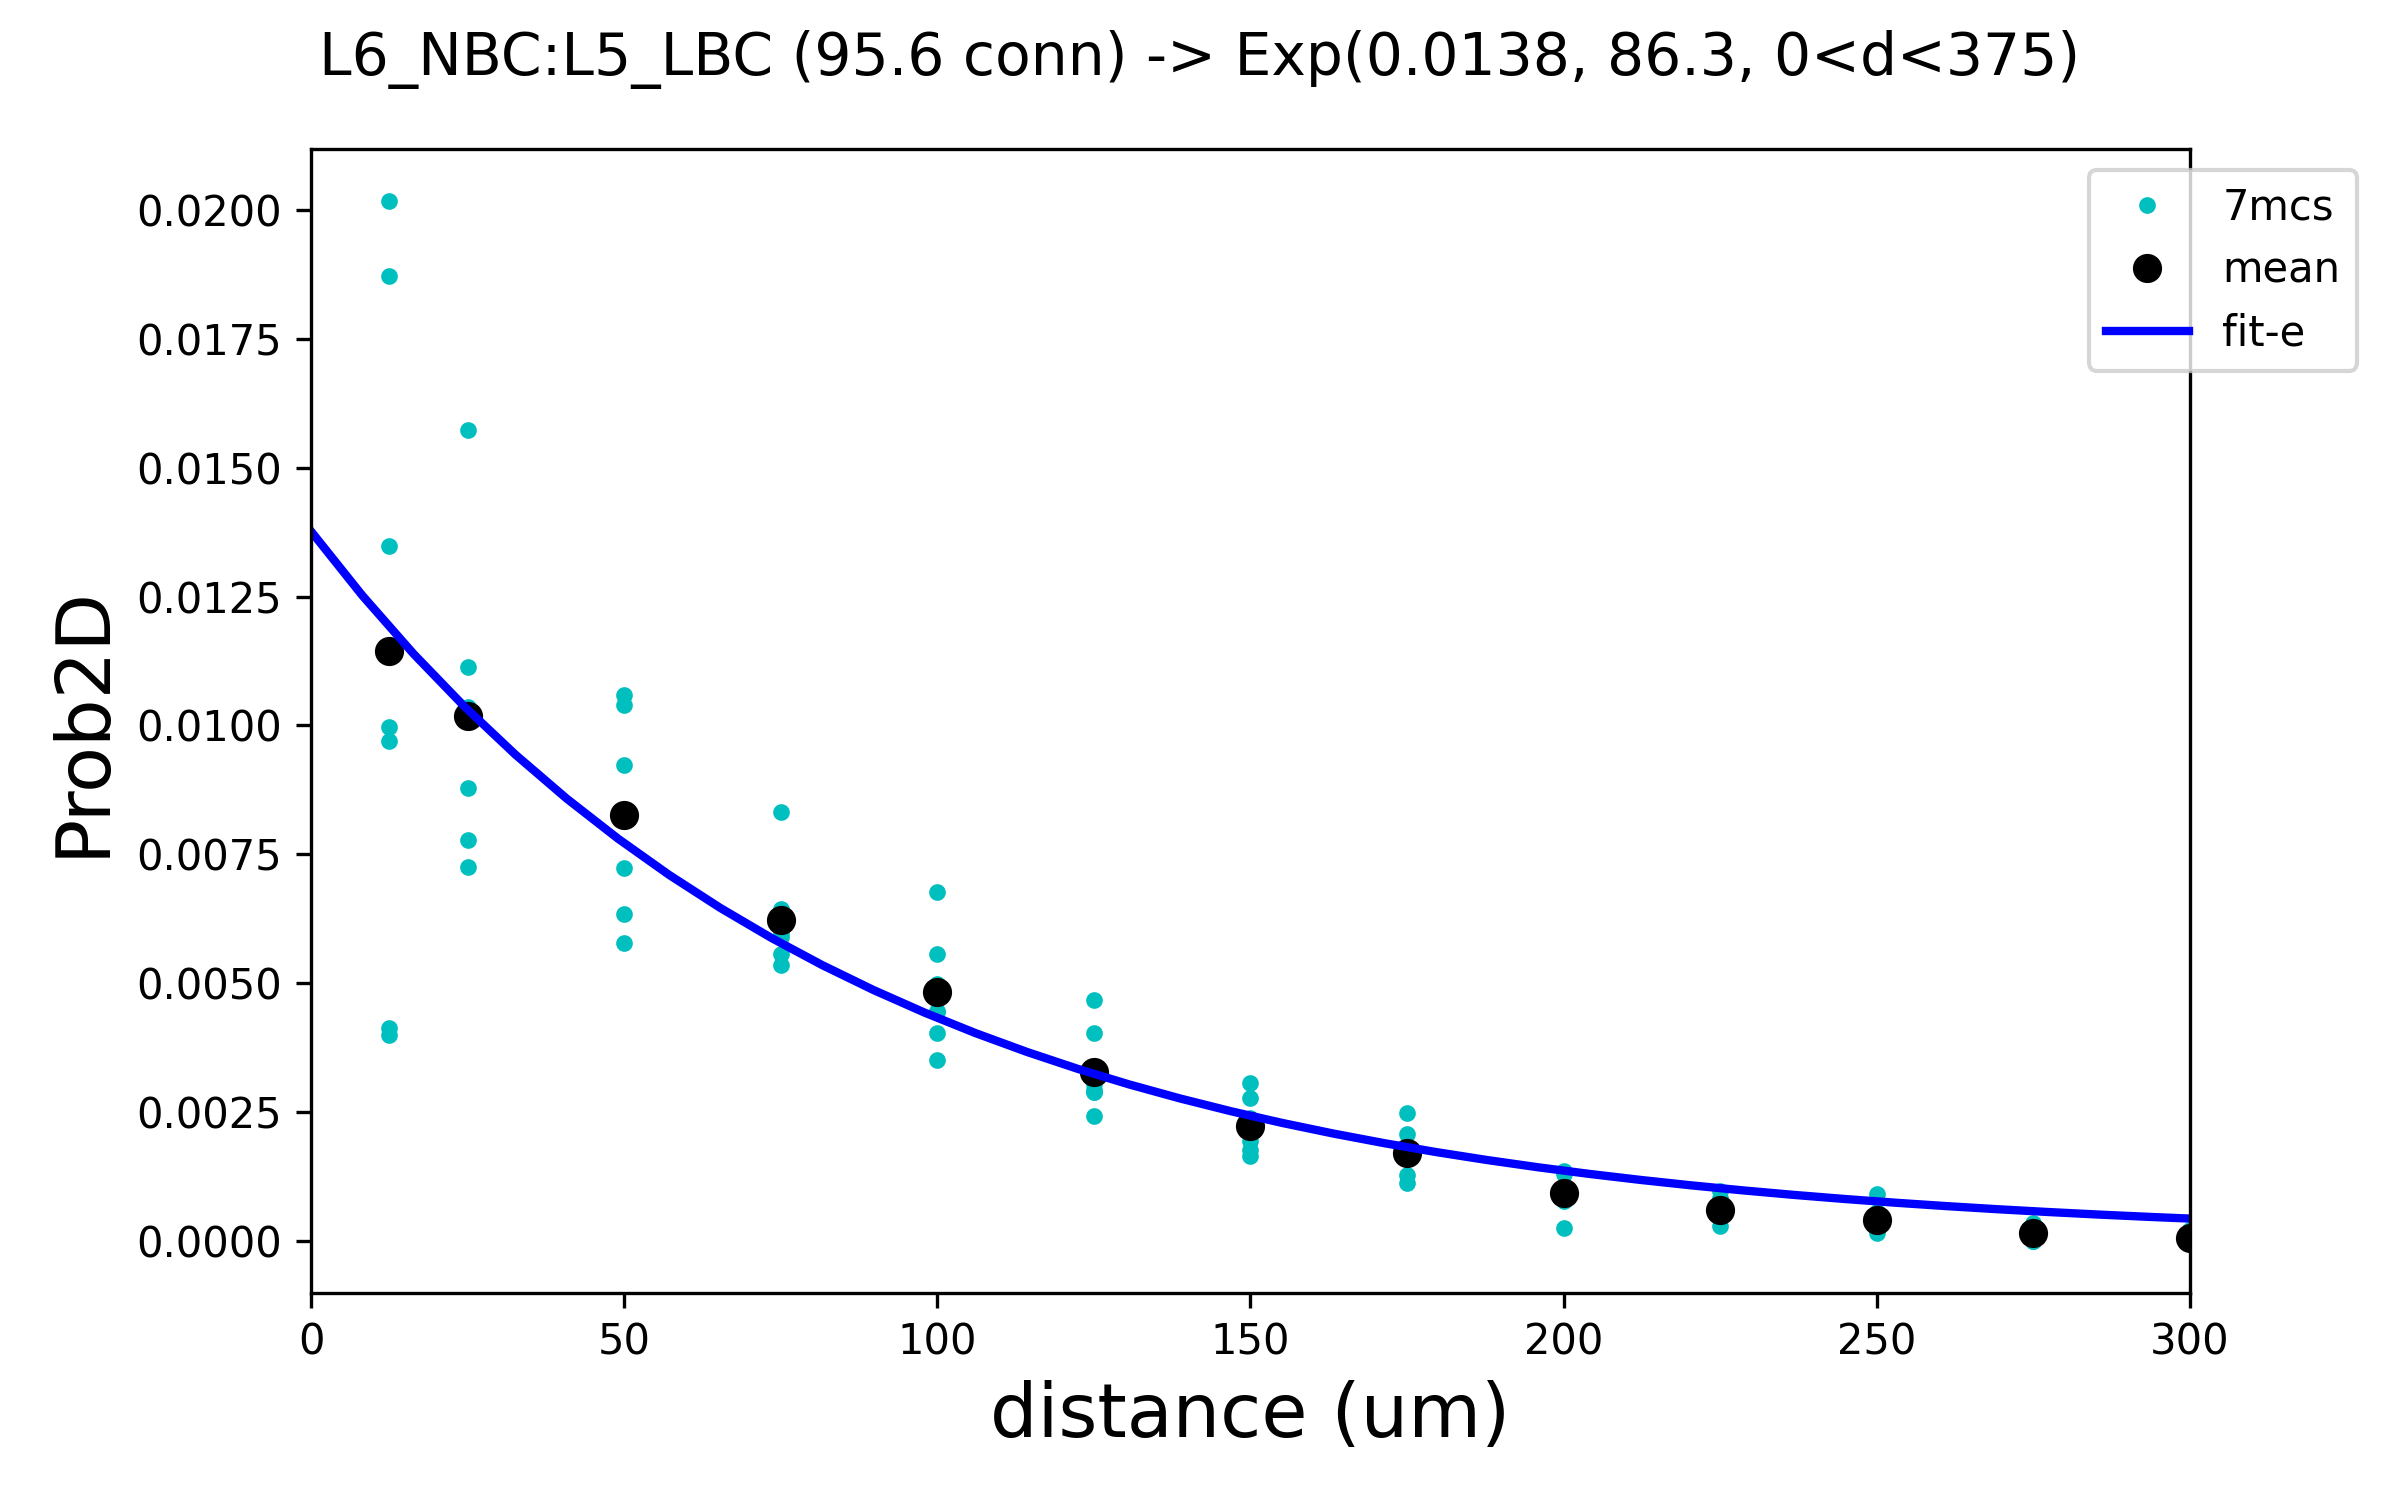 L6_NBC:L5_LBC (95.6 conn) -> Exp(0.0138, 86.3, 0<d<375)
7mcs
mean
fit-e
Prob2D
0.0200
0.0175
0.0150
0.0125
0.0100
0.0075
0.0050
0.0025
0.0000
0 50 100 150 200 250 300
distance (um)